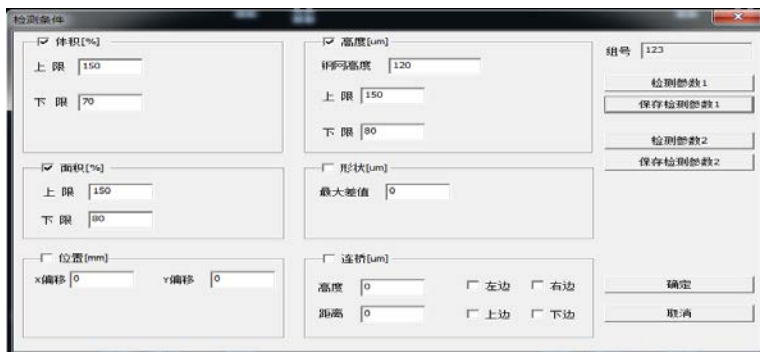 检测条件
体积[%]
上 限 150
下 限 70
高度[um]
钢网高度 120
上 限 150
下 限 80
组号 123
检测参数1
保存检测参数1
检测参数2
保存检测参数2
面积[%]
上 限 150
下 限 80
形状[um]
最大差值 0
位置[mm]
X偏移 0 Y偏移 0
连桥[um]
高度 0 左边 右边
距离 0 上边 下边
确定
取消